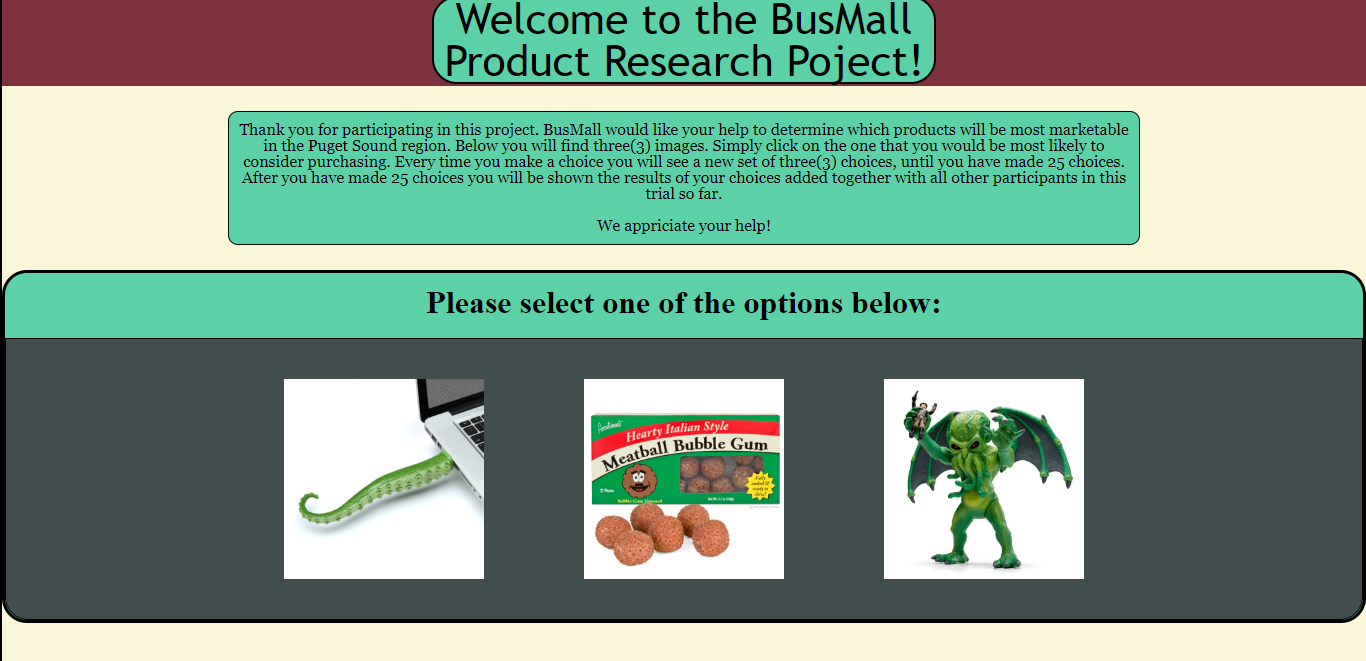 Welcome to the BusMall
Product Research Poject!
Thank you for participating in this project. BusMall would like your help to determine which products will be most marketable
in the Puget Sound region. Below you will find three(3) images. Simply click on the one that you would be most likely to
consider purchasing. Every time you make a choice you will see a new set of three(3) choices, until you have made 25 choices.
After you have made 25 choices you will be shown the results of your choices added together with all other participants in this
trial so far.
We appriciate your help!
Please select one of the options below:
Hearty Italian Style
Meatball Bubble Gum
Fully
cooked &
ready to